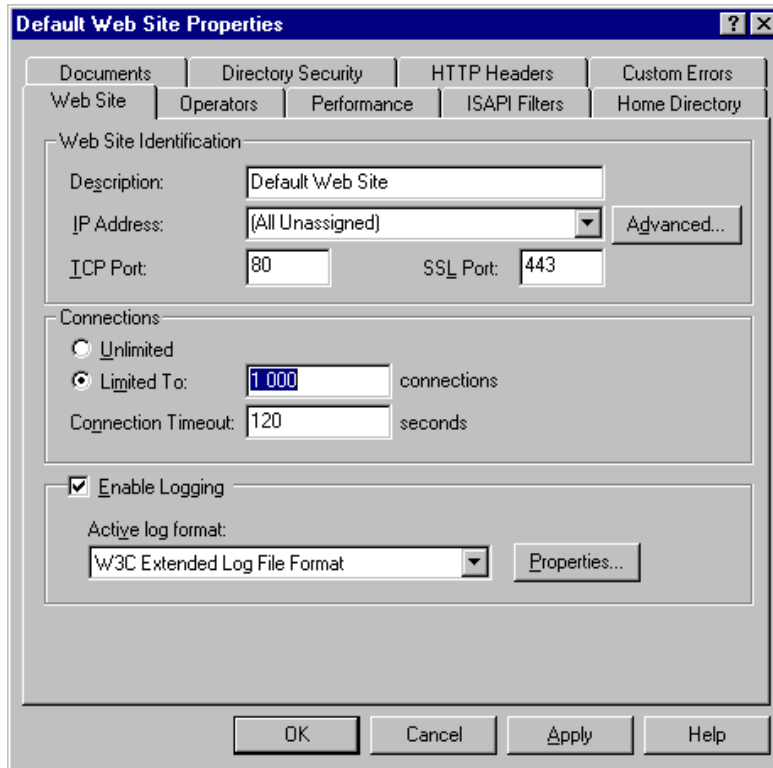 Default Web Site Properties
Documents Directory Security HTTP Headers Custom Errors
Web Site Operators Performance ISAPI Filters Home Directory
Web Site Identification
Description: Default Web Site
IP Address: (All Unassigned) Advanced...
TCP Port: 80 SSL Port: 443
Connections
Unlimited
Limited To: 1 000 connections
Connection Timeout: 120 seconds
Enable Logging
Active log format:
W3C Extended Log File Format Properties...
OK Cancel Apply Help